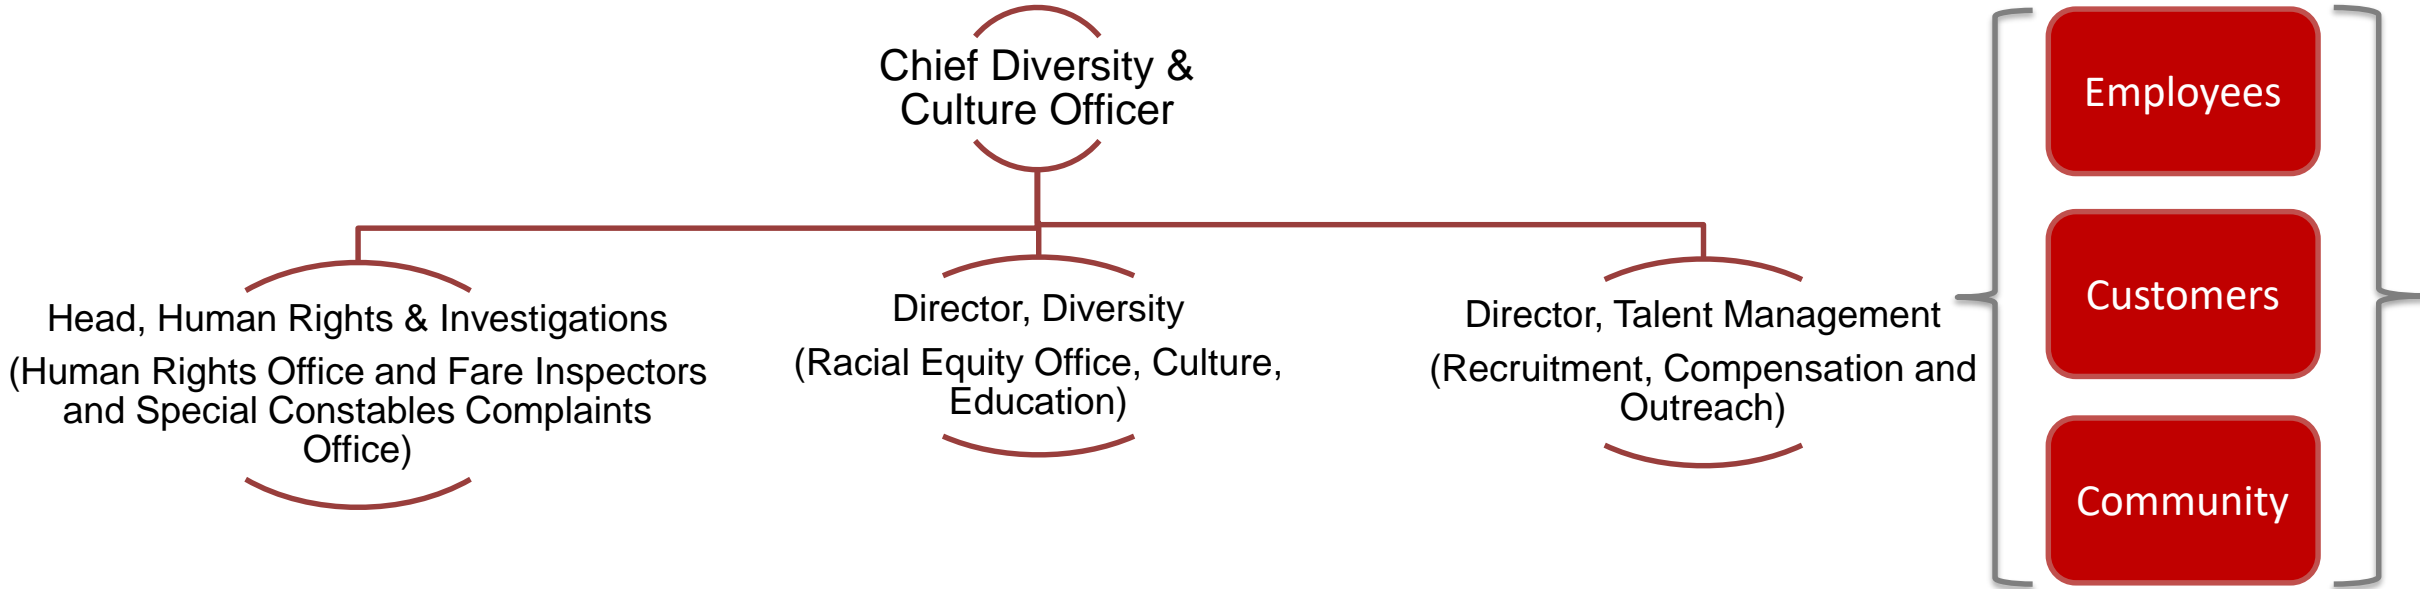 Chief Diversity &
Culture Officer
Head, Human Rights & Investigations
(Human Rights Office and Fare Inspectors
and Special Constables Complaints
Office)
Director, Diversity
(Racial Equity Office, Culture,
Education)
Director, Talent Management
(Recruitment, Compensation and
Outreach)
Employees
Customers
Community